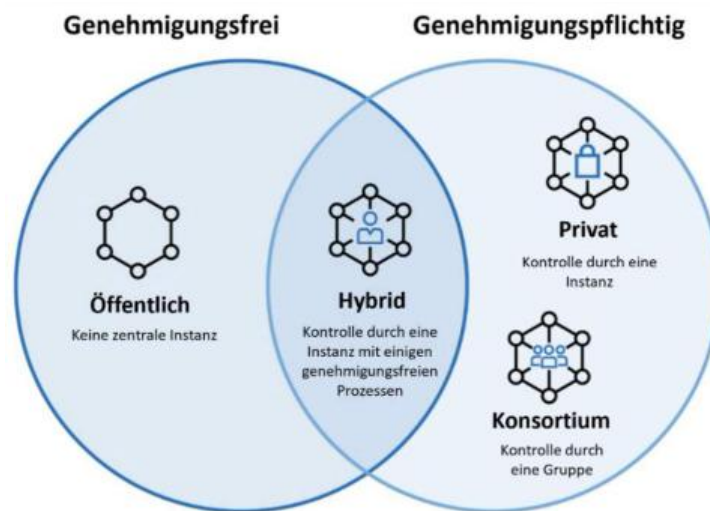 Genehmigungsfrei
Genehmigungspflichtig
Öffentlich
Keine zentrale Instanz
Hybrid
Kontrolle durch eine
Instanz mit einigen
genehmigungsfreien
Prozessen
Privat
Kontrolle durch eine
Instanz
Konsortium
Kontrolle durch
eine Gruppe